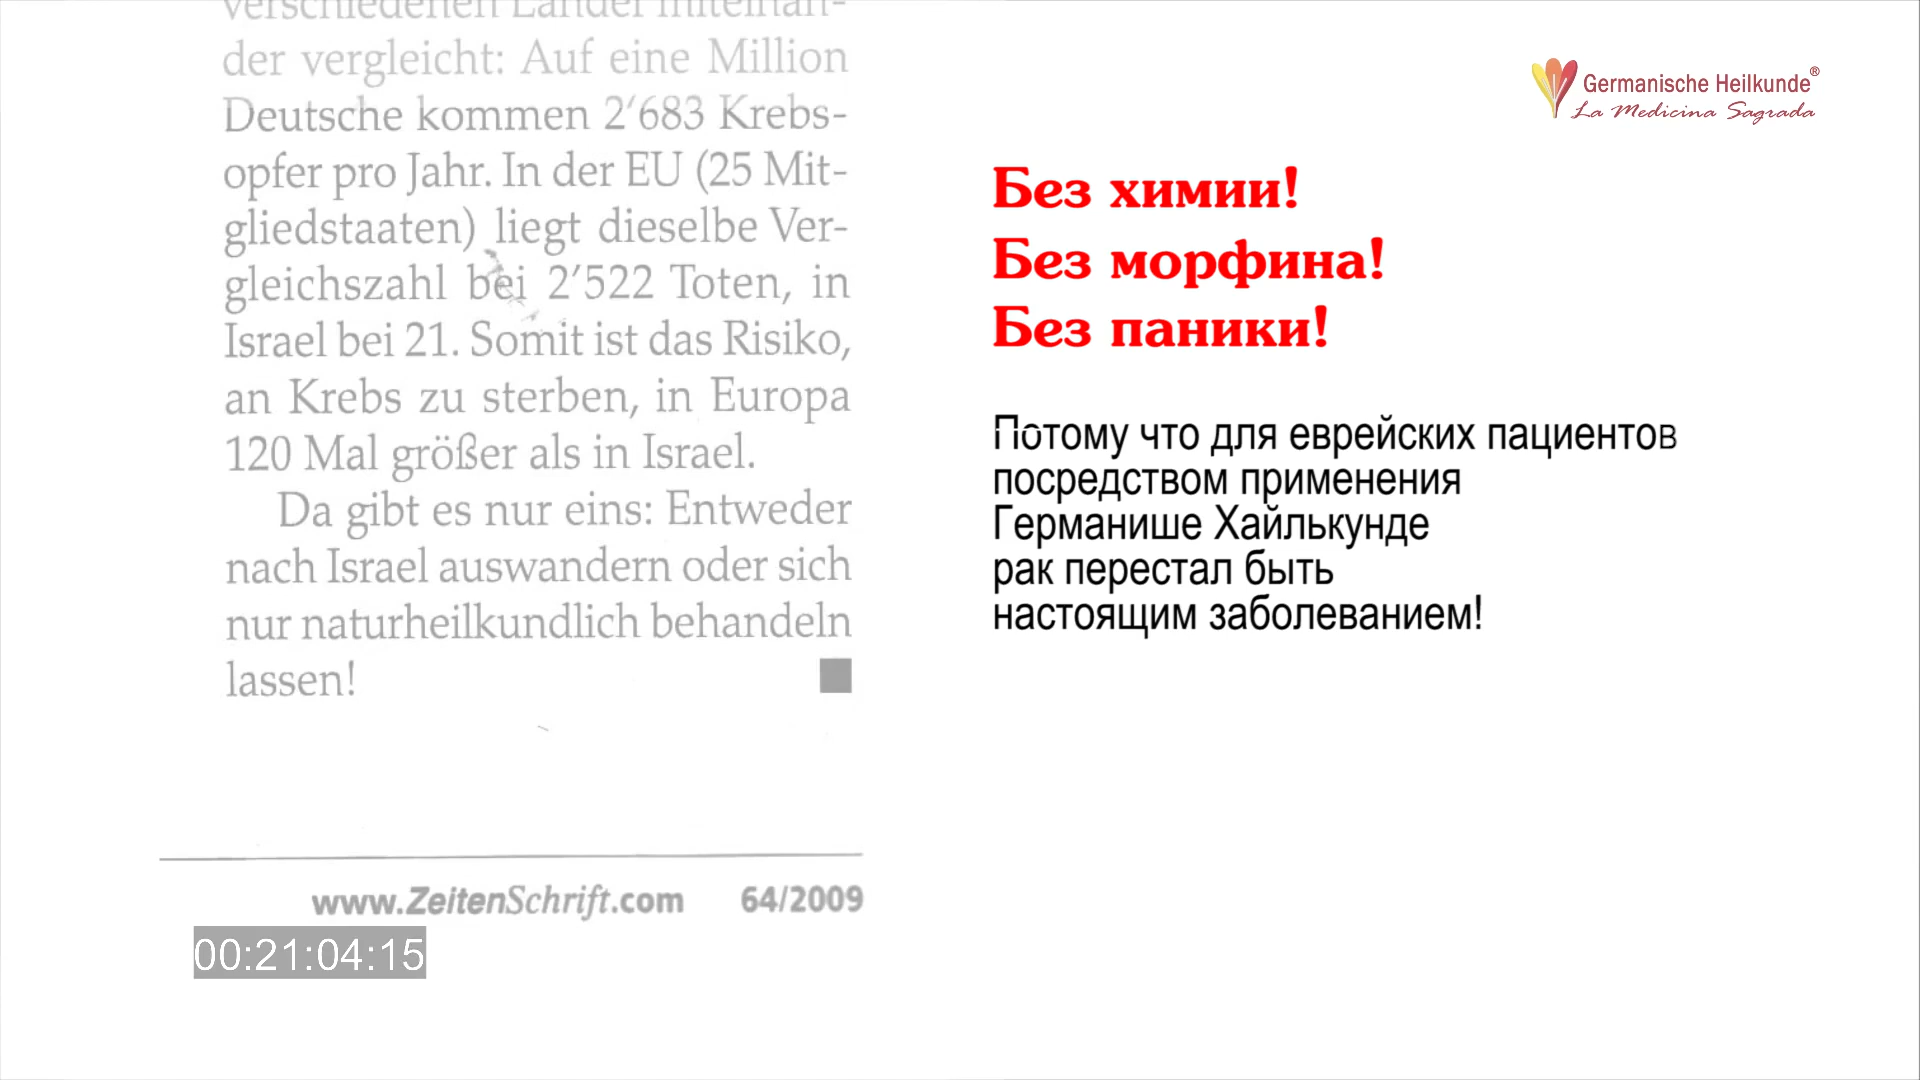 verschiedenen Länder miteinan-
der vergleicht: Auf eine Million
Deutsche kommen 2‘683 Krebs-
opfer pro Jahr. In der EU (25 Mit-
gliedstaaten) liegt dieselbe Ver-
gleichszahl bei 2’522 Toten, in
Israel bei 21. Somit ist das Risiko,
an Krebs zu sterben, in Europa
120 Mal größer als in Israel.
Da gibt es nur eins: Entweder
nach Israel auswandern oder sich
nur naturheilkundlich behandeln
lassen!
www.ZeitenSchrift.com 64/2009
00:21:04:15
Germanische Heilkunde®
La Medicina Sagrada
Без химии!
Без морфина!
Без паники!
Потому что для еврейских пациентов
посредством применения
Германише Хайлькунде
рак перестал быть
настоящим заболеванием!